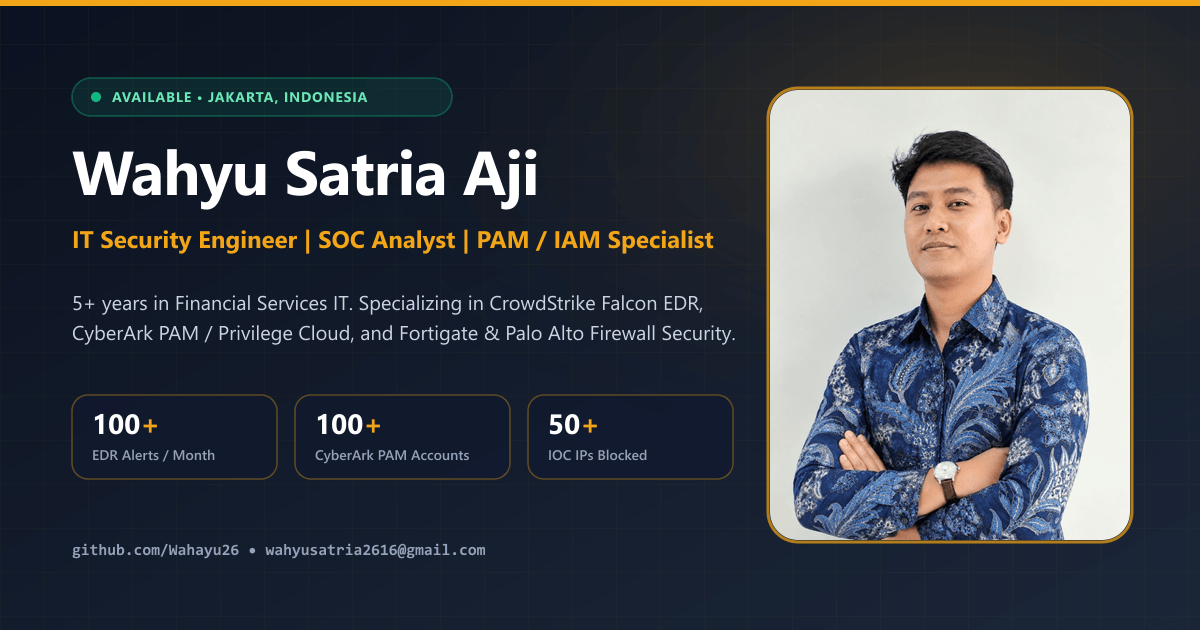 AVAILABLE • JAKARTA, INDONESIA
Wahyu Satria Aji
IT Security Engineer | SOC Analyst | PAM / IAM Specialist
5+ years in Financial Services IT. Specializing in CrowdStrike Falcon EDR,
CyberArk PAM / Privilege Cloud, and Fortigate & Palo Alto Firewall Security.
100+
EDR Alerts / Month
100+
CyberArk PAM Accounts
50+
IOC IPs Blocked
github.com/Wahayu26 • wahyusatria2616@gmail.com